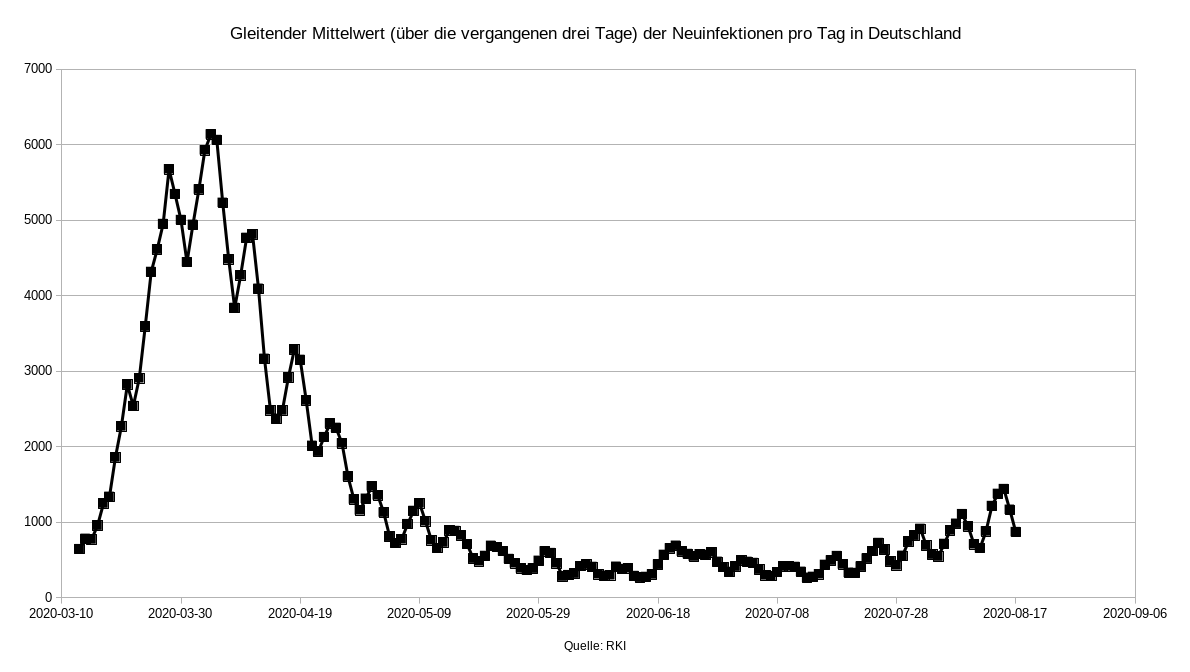 Gleitender Mittelwert (über die vergangenen drei Tage) der Neuinfektionen pro Tag in Deutschland
7000
6000
5000
4000
3000
2000
1000
0
2020-03-10 2020-03-30 2020-04-19 2020-05-09 2020-05-29 2020-06-18 2020-07-08 2020-07-28 2020-08-17 2020-09-06
Quelle: RKI